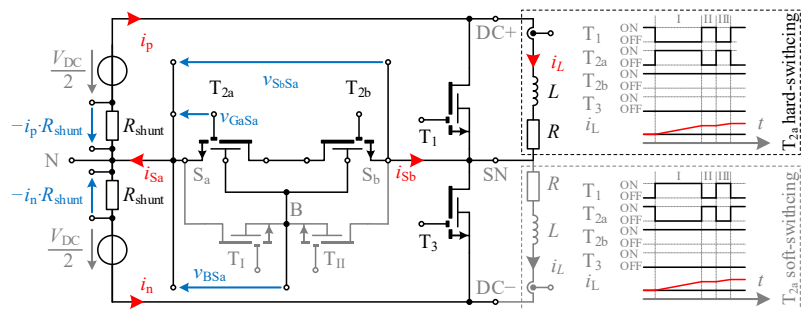 i_p
V_DC/2
−i_p·R_shunt
R_shunt
N
−i_n·R_shunt
R_shunt
V_DC/2
i_n
i_Sa
T_2a
v_SbSa
T_2b
v_GaSa
S_a
S_b
i_Sb
B
T_I
T_II
v_BSa
T_1
T_3
DC+
SN
DC−
i_L
L
R
R
L
i_L
I II III
T_1 ON OFF
T_2a ON OFF
T_2b ON OFF
T_3 ON OFF
i_L t
T_2a hard-swithcing
I II III
T_1 ON OFF
T_2a ON OFF
T_2b ON OFF
T_3 ON OFF
i_L t
T_2a soft-swithcing